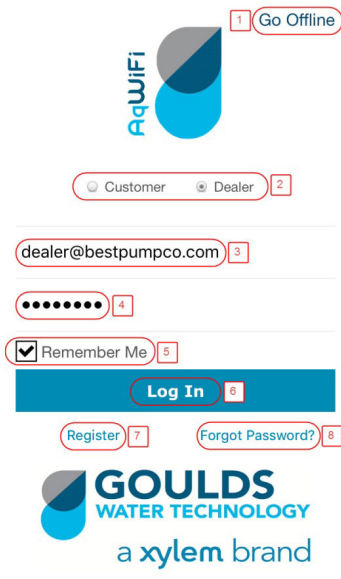 1 Go Offline
AqWiFi
Customer Dealer 2
dealer@bestpumpco.com 3
●●●●●●●● 4
Remember Me 5
Log In 6
Register 7 Forgot Password? 8
GOULDS
WATER TECHNOLOGY
a xylem brand